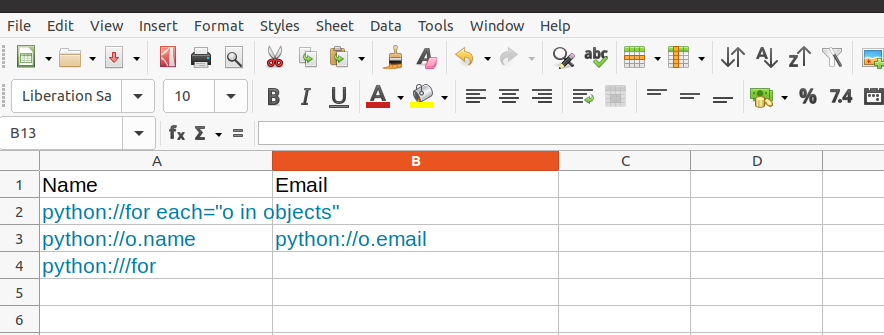 File Edit View Insert Format Styles Sheet Data Tools Window Help
abc
Liberation Sa 10 B I U A % 7.4
B13 fx Σ =
A B C D
1 Name Email
2 python://for each="o in objects"
3 python://o.name python://o.email
4 python:///for
5
6